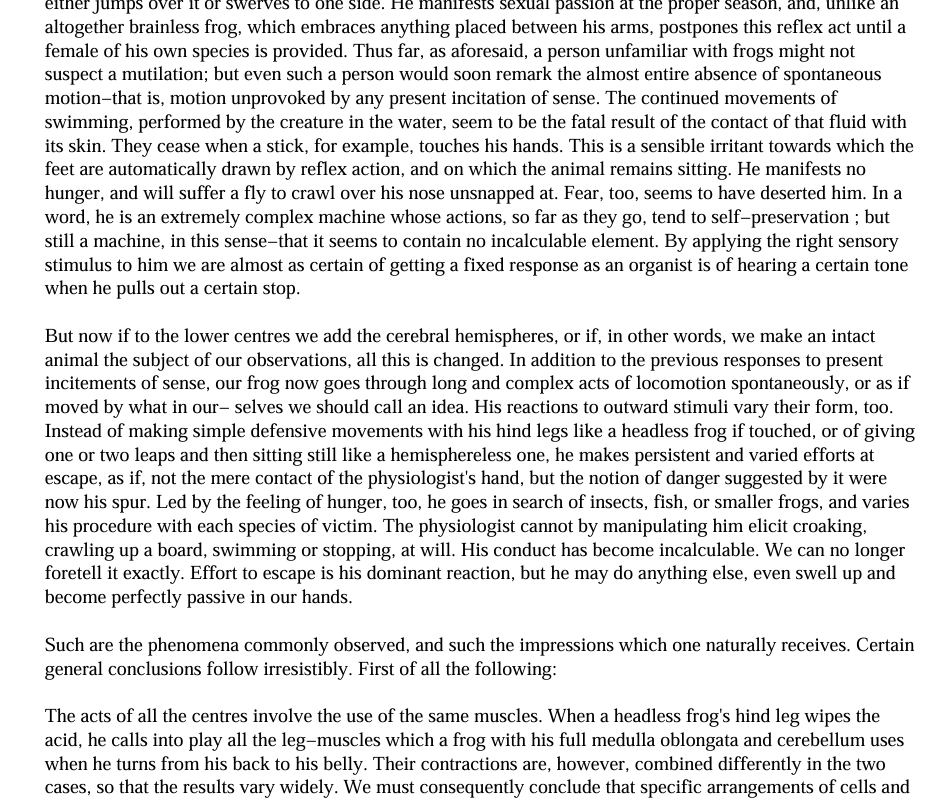 either jumps over it or swerves to one side. He manifests sexual passion at the proper season, and, unlike an
altogether brainless frog, which embraces anything placed between his arms, postpones this reflex act until a
female of his own species is provided. Thus far, as aforesaid, a person unfamiliar with frogs might not
suspect a mutilation; but even such a person would soon remark the almost entire absence of spontaneous
motion−that is, motion unprovoked by any present incitation of sense. The continued movements of
swimming, performed by the creature in the water, seem to be the fatal result of the contact of that fluid with
its skin. They cease when a stick, for example, touches his hands. This is a sensible irritant towards which the
feet are automatically drawn by reflex action, and on which the animal remains sitting. He manifests no
hunger, and will suffer a fly to crawl over his nose unsnapped at. Fear, too, seems to have deserted him. In a
word, he is an extremely complex machine whose actions, so far as they go, tend to self−preservation ; but
still a machine, in this sense−that it seems to contain no incalculable element. By applying the right sensory
stimulus to him we are almost as certain of getting a fixed response as an organist is of hearing a certain tone
when he pulls out a certain stop.
But now if to the lower centres we add the cerebral hemispheres, or if, in other words, we make an intact
animal the subject of our observations, all this is changed. In addition to the previous responses to present
incitements of sense, our frog now goes through long and complex acts of locomotion spontaneously, or as if
moved by what in our− selves we should call an idea. His reactions to outward stimuli vary their form, too.
Instead of making simple defensive movements with his hind legs like a headless frog if touched, or of giving
one or two leaps and then sitting still like a hemisphereless one, he makes persistent and varied efforts at
escape, as if, not the mere contact of the physiologist's hand, but the notion of danger suggested by it were
now his spur. Led by the feeling of hunger, too, he goes in search of insects, fish, or smaller frogs, and varies
his procedure with each species of victim. The physiologist cannot by manipulating him elicit croaking,
crawling up a board, swimming or stopping, at will. His conduct has become incalculable. We can no longer
foretell it exactly. Effort to escape is his dominant reaction, but he may do anything else, even swell up and
become perfectly passive in our hands.
Such are the phenomena commonly observed, and such the impressions which one naturally receives. Certain
general conclusions follow irresistibly. First of all the following:
The acts of all the centres involve the use of the same muscles. When a headless frog's hind leg wipes the
acid, he calls into play all the leg−muscles which a frog with his full medulla oblongata and cerebellum uses
when he turns from his back to his belly. Their contractions are, however, combined differently in the two
cases, so that the results vary widely. We must consequently conclude that specific arrangements of cells and